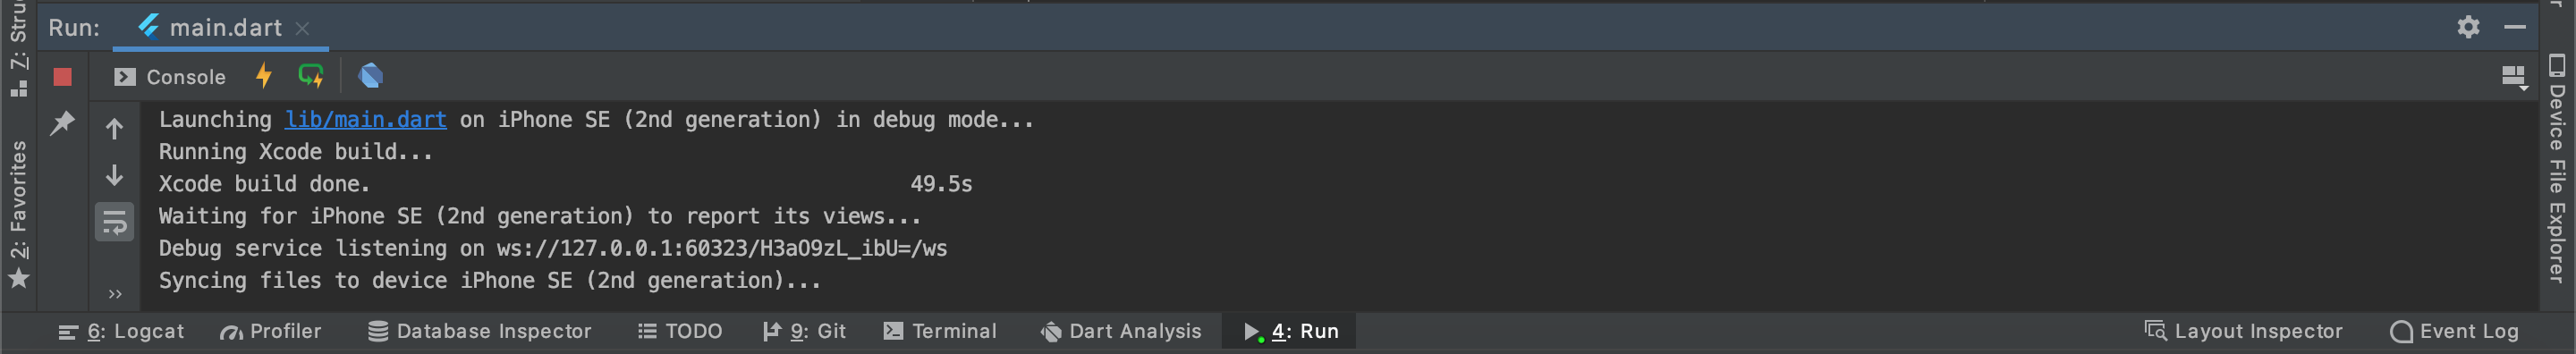 Run: main.dart
Console
Launching lib/main.dart on iPhone SE (2nd generation) in debug mode...
Running Xcode build...
Xcode build done. 49.5s
Waiting for iPhone SE (2nd generation) to report its views...
Debug service listening on ws://127.0.0.1:60323/H3aO9zL_ibU=/ws
Syncing files to device iPhone SE (2nd generation)...
6: Logcat Profiler Database Inspector TODO 9: Git Terminal Dart Analysis 4: Run Layout Inspector Event Log
2: Favorites
Device File Explorer